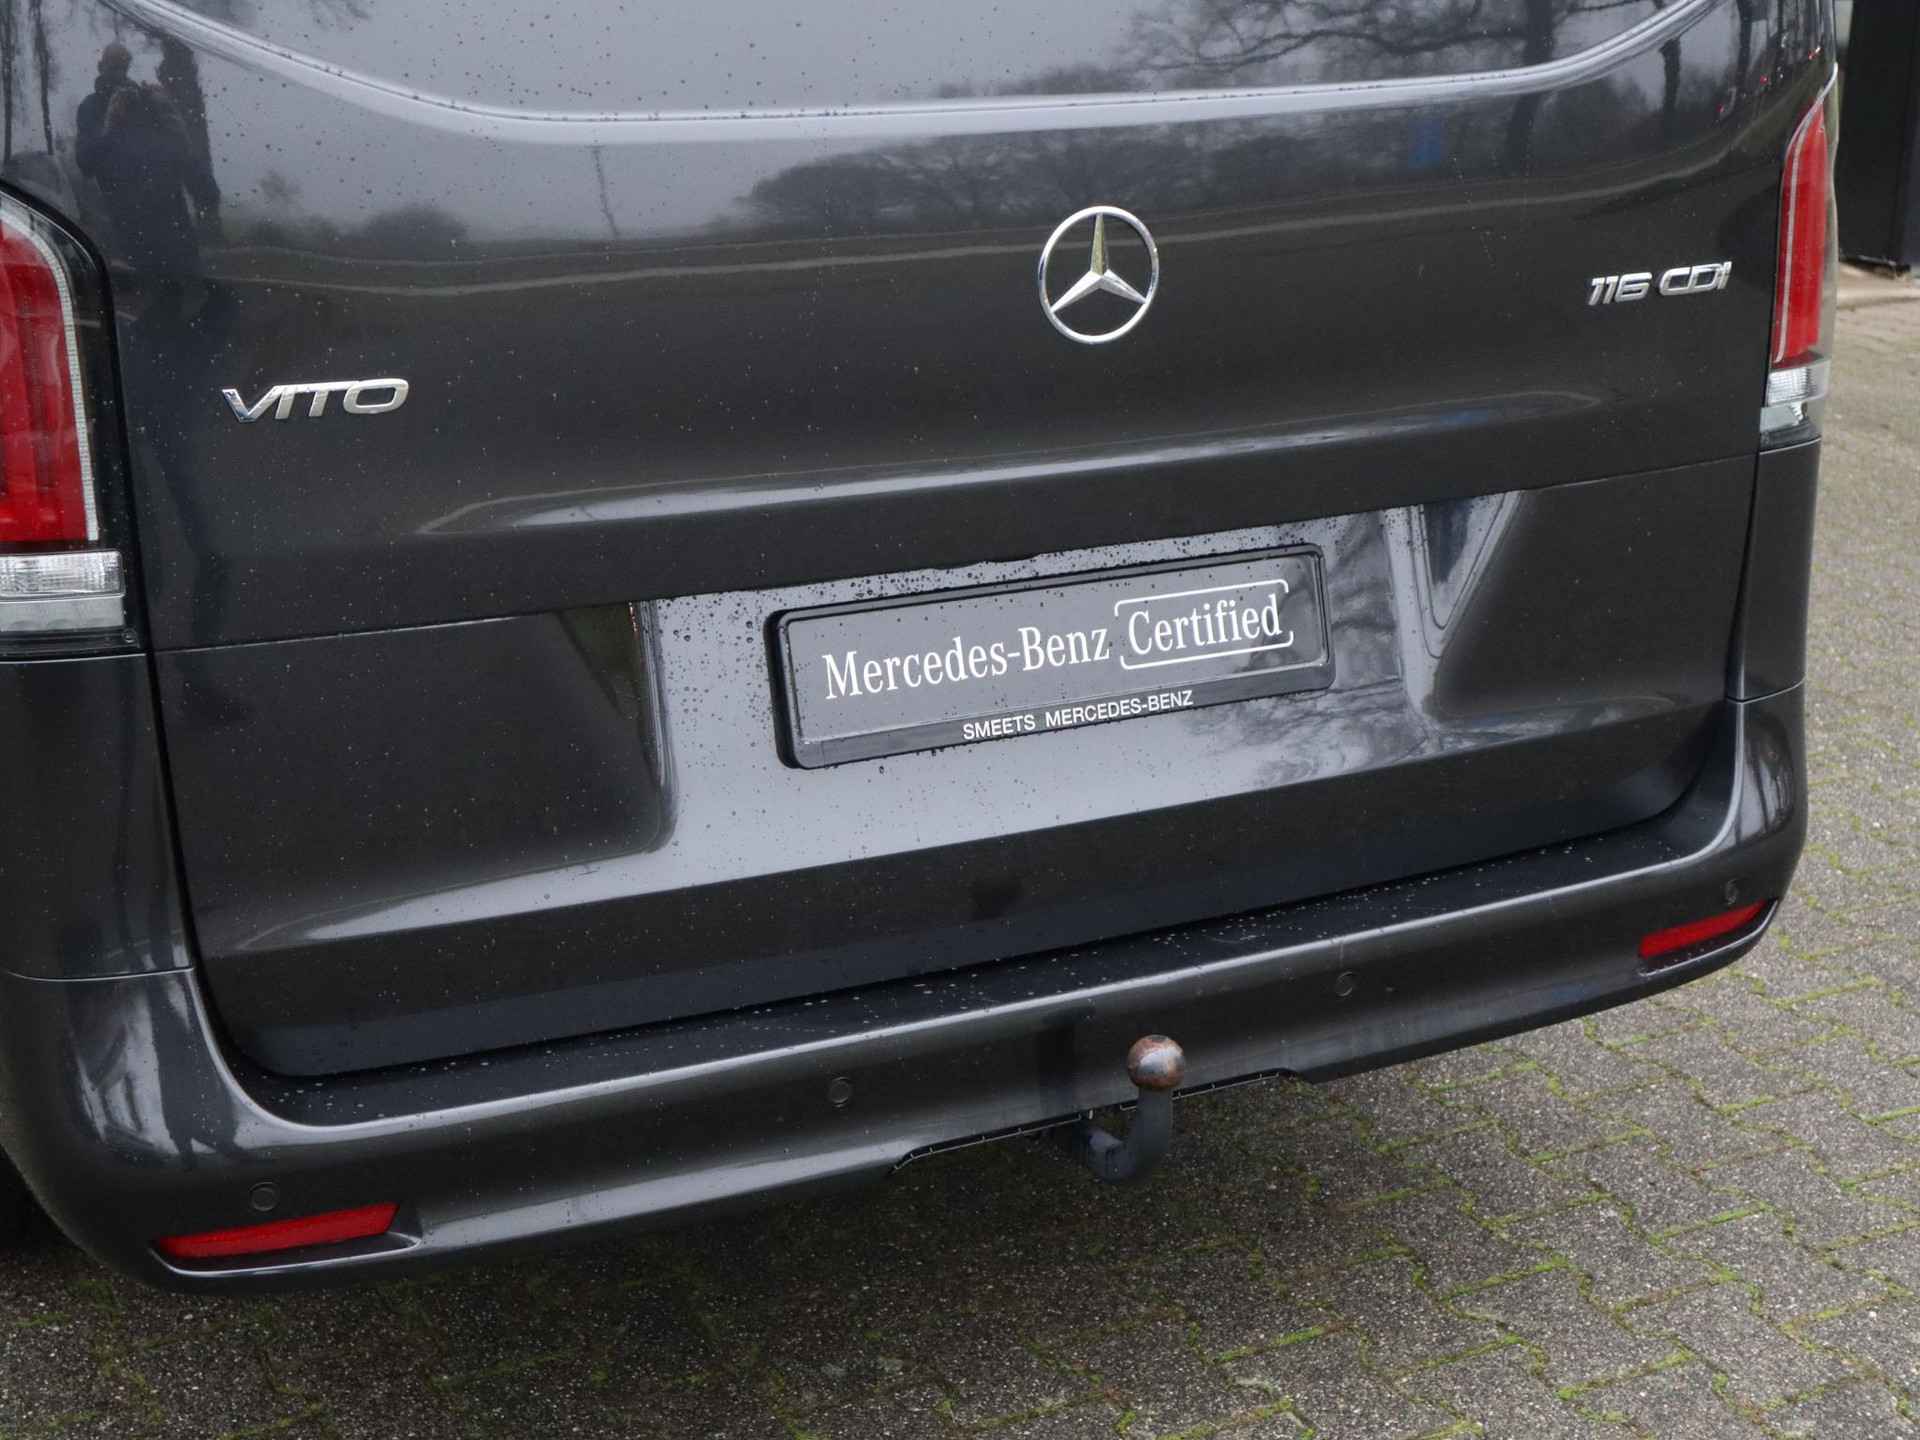 VITO
116 CDI
Mercedes-Benz Certified
SMEETS MERCEDES-BENZ